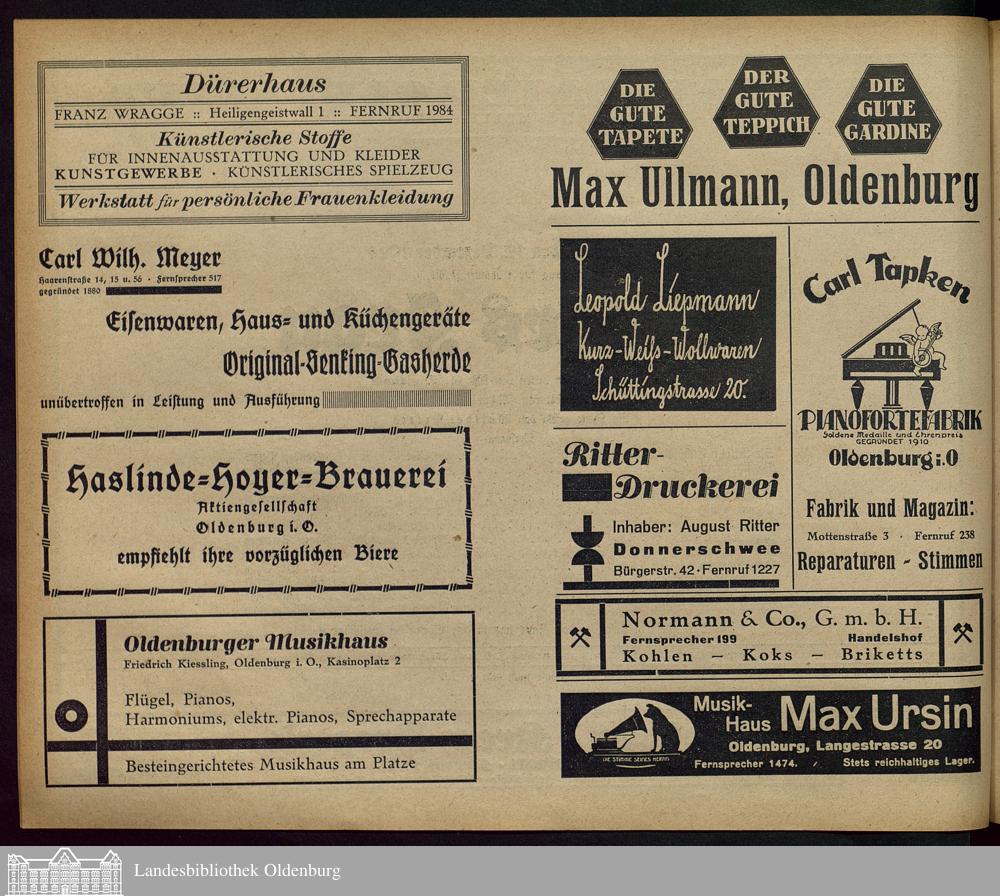 Dürerhaus
FRANZ WRAGGE :: Heiligengeistwall 1 :: FERNRUF 1984
Künstlerische Stoffe
FÜR INNENAUSSTATTUNG UND KLEIDER
KUNSTGEWERBE · KÜNSTLERISCHES SPIELZEUG
Werkstatt für persönliche Frauenkleidung
Carl Wilh. Meyer
Haarenstraße 14, 15 u. 56 · Fernsprecher 517
gegründet 1880
Eisenwaren, Haus= und Küchengeräte
Original-Senking-Gasherde
unübertroffen in Leistung und Ausführung
Haslinde=Hoyer=Brauerei
Aktiengesellschaft
Oldenburg i. O.
empfiehlt ihre vorzüglichen Biere
Oldenburger Musikhaus
Friedrich Kiessling, Oldenburg i. O., Kasinoplatz 2
Flügel, Pianos,
Harmoniums, elektr. Pianos, Sprechapparate
Besteingerichtetes Musikhaus am Platze
DIE
GUTE
TAPETE
DER
GUTE
TEPPICH
DIE
GUTE
GARDINE
Max Ullmann, Oldenburg
Leopold Liepmann
Kurz-Weiß-Wollwaren
Schüttingstrasse 20.
Carl Tapken
PIANOFORTEFABRIK
Goldene Medaille und Ehrenpreis
GEGRÜNDET 1910
Oldenburg i. O
Fabrik und Magazin:
Mottenstraße 3 · Fernruf 238
Reparaturen - Stimmen
Ritter-
Druckerei
Inhaber: August Ritter
Donnerschwee
Bürgerstr. 42 · Fernruf 1227
Normann & Co., G. m. b. H.
Fernsprecher 199 Handelshof
Kohlen — Koks — Briketts
Musik-
Haus Max Ursin
Oldenburg, Langestrasse 20
Fernsprecher 1474. / Stets reichhaltiges Lager.
DIE STIMME SEINES HERRN
Landesbibliothek Oldenburg